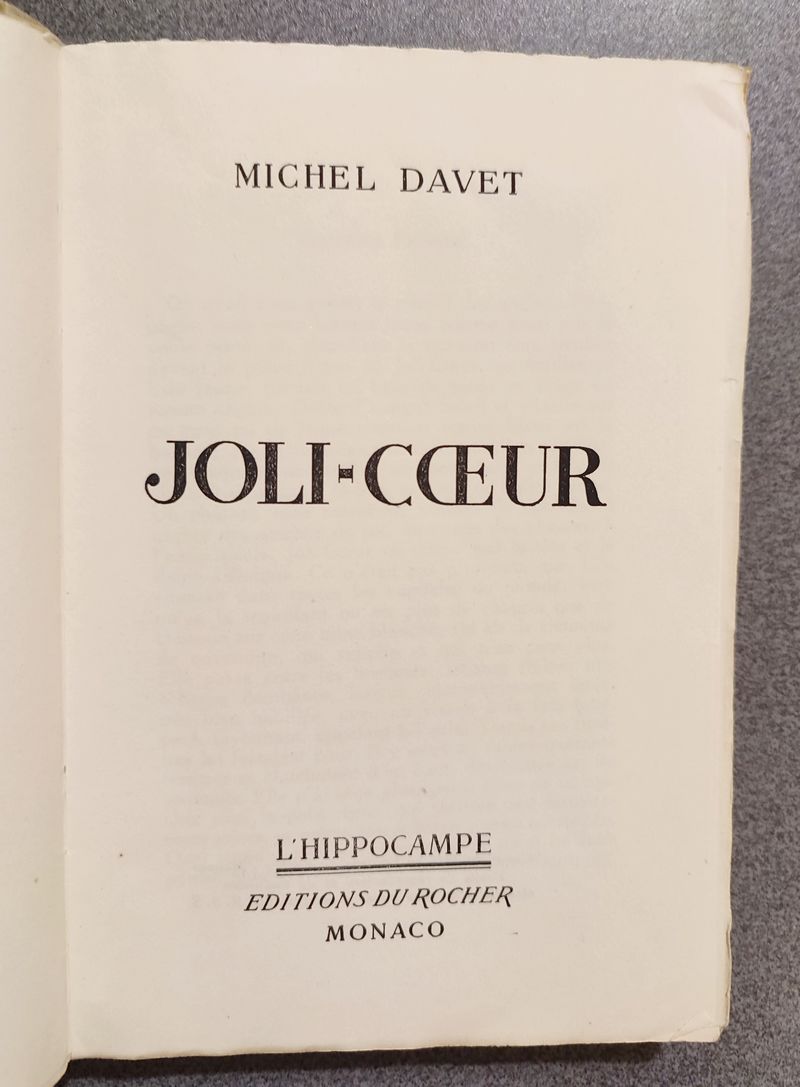 MICHEL DAVET
JOLI-CŒUR
L'HIPPOCAMPE
EDITIONS DU ROCHER
MONACO